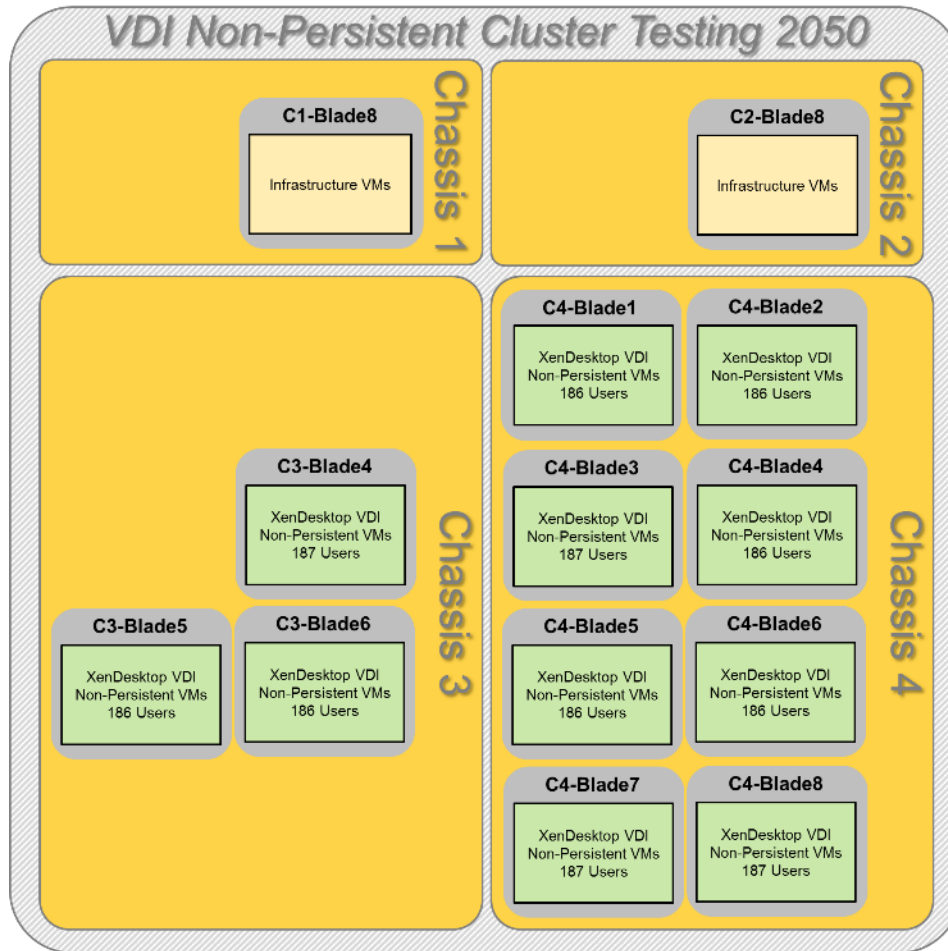 VDI Non-Persistent Cluster Testing 2050
Chassis 1
C1-Blade8
Infrastructure VMs
Chassis 2
C2-Blade8
Infrastructure VMs
Chassis 3
C3-Blade4
XenDesktop VDI
Non-Persistent VMs
187 Users
C3-Blade5
XenDesktop VDI
Non-Persistent VMs
186 Users
C3-Blade6
XenDesktop VDI
Non-Persistent VMs
186 Users
Chassis 4
C4-Blade1
XenDesktop VDI
Non-Persistent VMs
186 Users
C4-Blade2
XenDesktop VDI
Non-Persistent VMs
186 Users
C4-Blade3
XenDesktop VDI
Non-Persistent VMs
187 Users
C4-Blade4
XenDesktop VDI
Non-Persistent VMs
186 Users
C4-Blade5
XenDesktop VDI
Non-Persistent VMs
186 Users
C4-Blade6
XenDesktop VDI
Non-Persistent VMs
186 Users
C4-Blade7
XenDesktop VDI
Non-Persistent VMs
187 Users
C4-Blade8
XenDesktop VDI
Non-Persistent VMs
187 Users